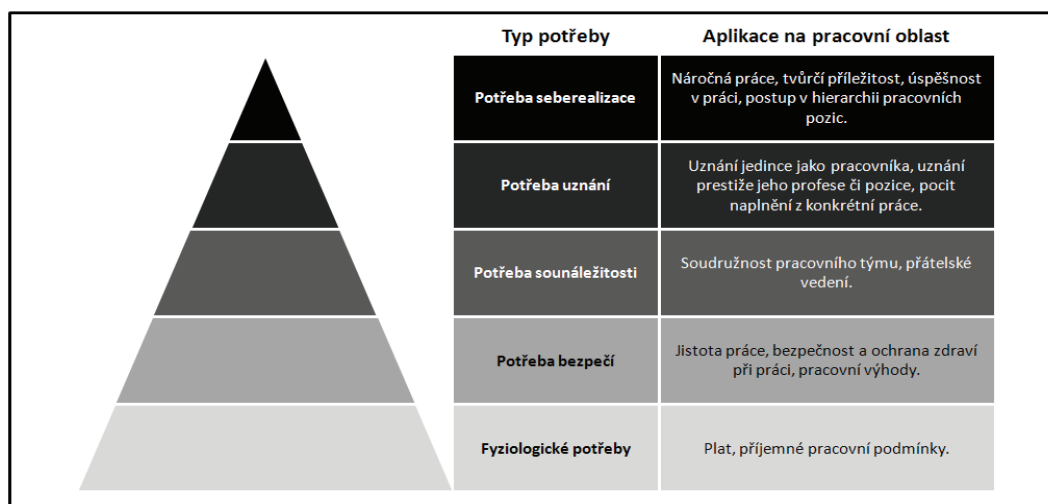 Typ potřeby
Aplikace na pracovní oblast
Potřeba seberealizace
Náročná práce, tvůrčí příležitost, úspěšnost
v práci, postup v hierarchii pracovních
pozic.
Potřeba uznání
Uznání jedince jako pracovníka, uznání
prestiže jeho profese či pozice, pocit
naplnění z konkrétní práce.
Potřeba sounáležitosti
Soudružnost pracovního týmu, přátelské
vedení.
Potřeba bezpečí
Jistota práce, bezpečnost a ochrana zdraví
při práci, pracovní výhody.
Fyziologické potřeby
Plat, příjemné pracovní podmínky.